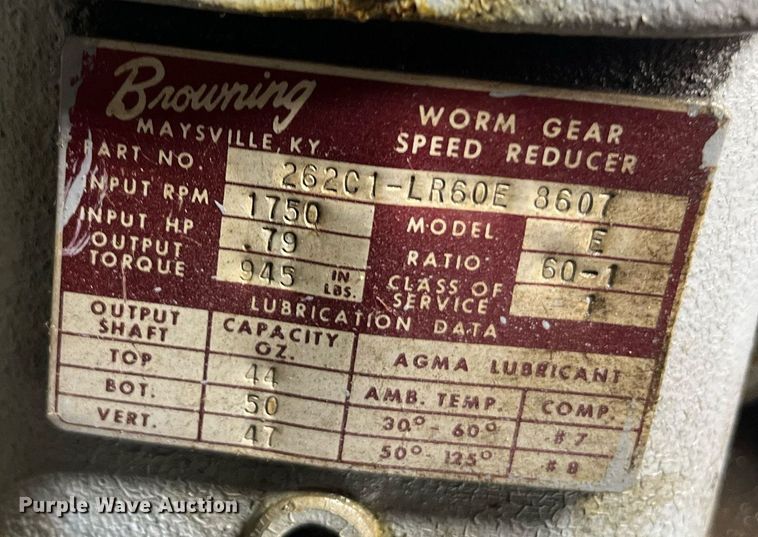 Browning
MAYSVILLE, KY.
WORM GEAR
SPEED REDUCER
PART NO. 262C1-LR60E 8607
INPUT RPM 1750 MODEL E
INPUT H.P. .79 RATIO 60-1
OUTPUT TORQUE 945 IN LBS. CLASS OF SERVICE 1
LUBRICATION DATA
OUTPUT SHAFT CAPACITY OZ. AGMA LUBRICANT
TOP 44 AMB. TEMP. COMP.
BOT. 50 30° - 60° #7
VERT. 47 50° - 125° #8
Purple Wave Auction